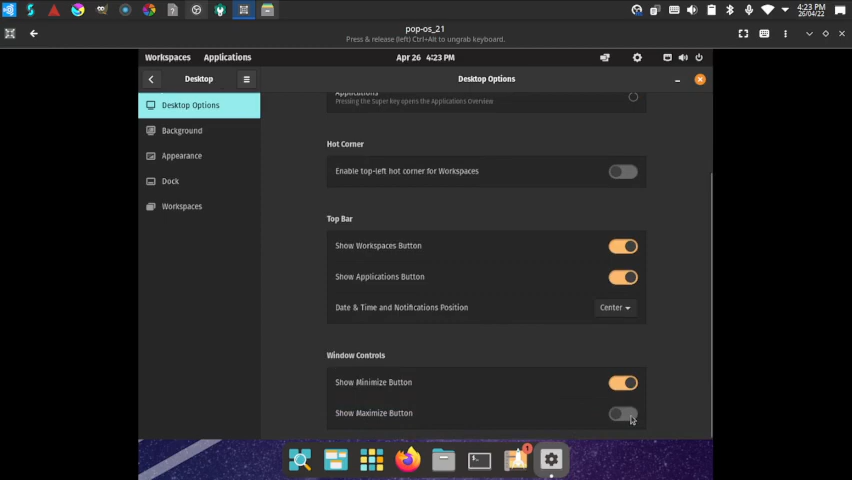 4:23 PM
26/04/22
pop-os_21
Press & release (left) Ctrl+Alt to ungrab keyboard.
Workspaces Applications Apr 26 4:23 PM
Desktop Desktop Options
Desktop Options
Background
Appearance
Dock
Workspaces
Applications
Pressing the Super key opens the Applications Overview
Hot Corner
Enable top-left hot corner for Workspaces
Top Bar
Show Workspaces Button
Show Applications Button
Date & Time and Notifications Position Center
Window Controls
Show Minimize Button
Show Maximize Button
1